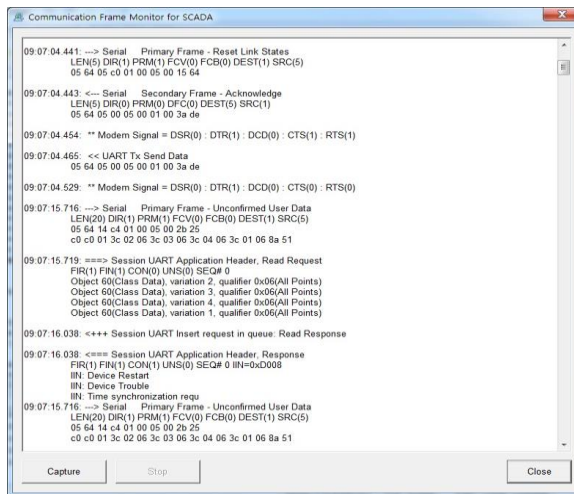 Communication Frame Monitor for SCADA
09:07:04.441: ---> Serial Primary Frame - Reset Link States
LEN(5) DIR(1) PRM(1) FCV(0) FCB(0) DEST(1) SRC(5)
05 64 05 c0 01 00 05 00 15 64
09:07:04.443: <--- Serial Secondary Frame - Acknowledge
LEN(5) DIR(0) PRM(0) DFC(0) DEST(5) SRC(1)
05 64 05 00 05 00 01 00 3a de
09:07:04.454: ** Modem Signal = DSR(0) : DTR(1) : DCD(0) : CTS(1) : RTS(1)
09:07:04.465: << UART Tx Send Data
05 64 05 00 05 00 01 00 3a de
09:07:04.529: ** Modem Signal = DSR(0) : DTR(1) : DCD(0) : CTS(0) : RTS(0)
09:07:15.716: ---> Serial Primary Frame - Unconfirmed User Data
LEN(20) DIR(1) PRM(1) FCV(0) FCB(0) DEST(1) SRC(5)
05 64 14 c4 01 00 05 00 2b 25
c0 c0 01 3c 02 06 3c 03 06 3c 04 06 3c 01 06 8a 51
09:07:15.719: ===> Session UART Application Header, Read Request
FIR(1) FIN(1) CON(0) UNS(0) SEQ# 0
Object 60(Class Data), variation 2, qualifier 0x06(All Points)
Object 60(Class Data), variation 3, qualifier 0x06(All Points)
Object 60(Class Data), variation 4, qualifier 0x06(All Points)
Object 60(Class Data), variation 1, qualifier 0x06(All Points)
09:07:16.038: <+++ Session UART Insert request in queue: Read Response
09:07:16.038: <=== Session UART Application Header, Response
FIR(1) FIN(1) CON(0) UNS(0) SEQ# 0 IIN=0xD008
IIN: Device Restart
IIN: Device Trouble
IIN: Time synchronization requ
09:07:15.716: ---> Serial Primary Frame - Unconfirmed User Data
LEN(20) DIR(1) PRM(1) FCV(0) FCB(0) DEST(1) SRC(5)
05 64 14 c4 01 00 05 00 2b 25
c0 c0 01 3c 02 06 3c 03 06 3c 04 06 3c 01 06 8a 51
Capture Stop Close